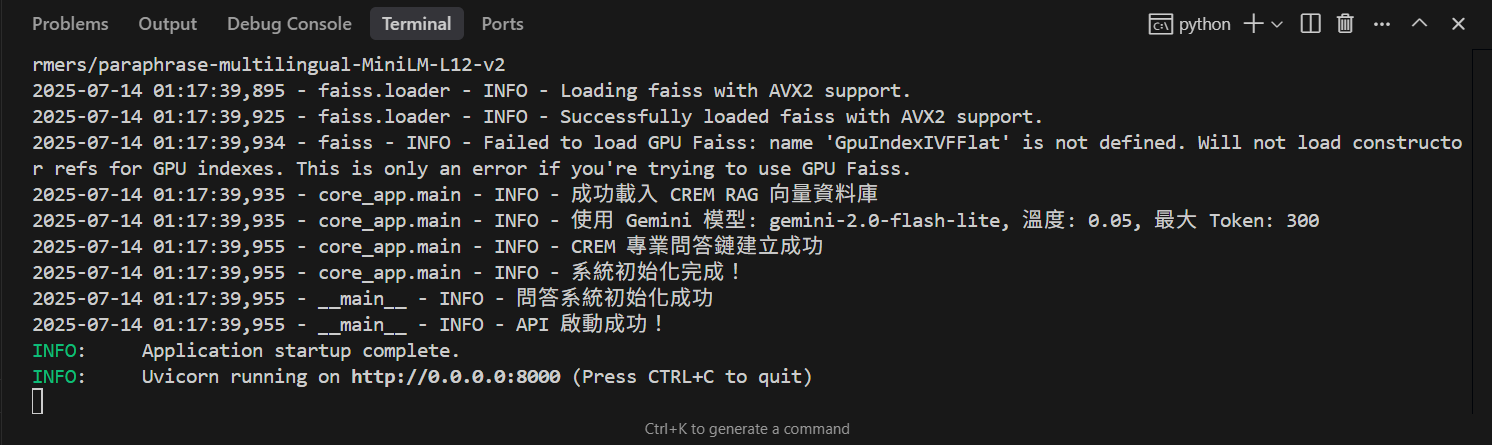 Problems Output Debug Console Terminal Ports python
rmers/paraphrase-multilingual-MiniLM-L12-v2
2025-07-14 01:17:39,895 - faiss.loader - INFO - Loading faiss with AVX2 support.
2025-07-14 01:17:39,925 - faiss.loader - INFO - Successfully loaded faiss with AVX2 support.
2025-07-14 01:17:39,934 - faiss - INFO - Failed to load GPU Faiss: name 'GpuIndexIVFFlat' is not defined. Will not load constructo
r refs for GPU indexes. This is only an error if you're trying to use GPU Faiss.
2025-07-14 01:17:39,935 - core_app.main - INFO - 成功載入 CREM RAG 向量資料庫
2025-07-14 01:17:39,935 - core_app.main - INFO - 使用 Gemini 模型: gemini-2.0-flash-lite, 溫度: 0.05, 最大 Token: 300
2025-07-14 01:17:39,955 - core_app.main - INFO - CREM 專業問答鏈建立成功
2025-07-14 01:17:39,955 - core_app.main - INFO - 系統初始化完成！
2025-07-14 01:17:39,955 - __main__ - INFO - 問答系統初始化成功
2025-07-14 01:17:39,955 - __main__ - INFO - API 啟動成功！
INFO: Application startup complete.
INFO: Uvicorn running on http://0.0.0.0:8000 (Press CTRL+C to quit)
Ctrl+K to generate a command